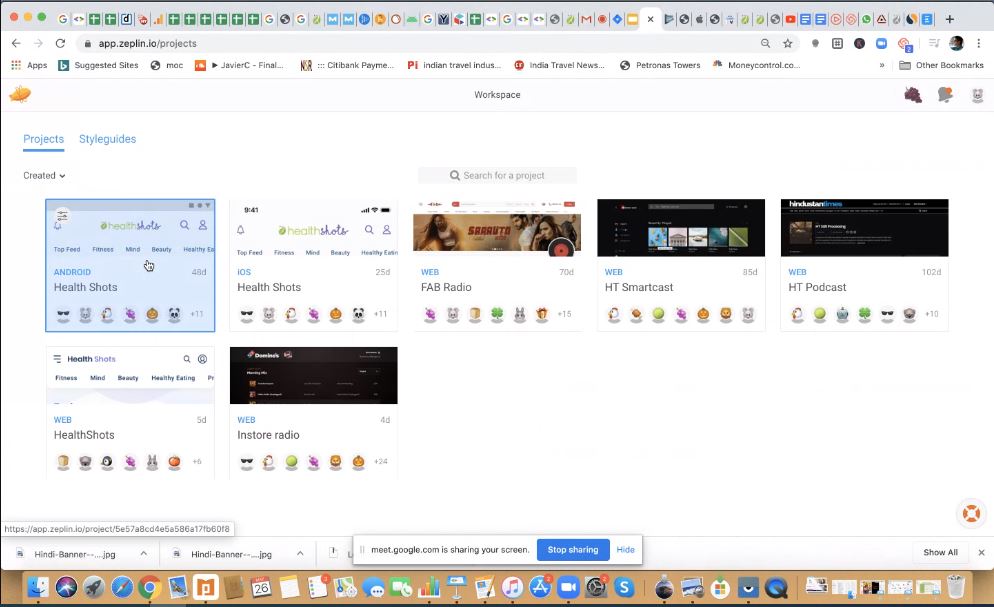 app.zeplin.io/projects
Apps
Suggested Sites
moc
► JavierC - Final...
::: Citibank Payme...
indian travel indus...
India Travel News...
Petronas Towers
Moneycontrol.co...
»
Other Bookmarks
Workspace
Projects
Styleguides
Created
Search for a project
healthshots
Top Feed Fitness Mind Beauty Healthy Ea
ANDROID 48d
Health Shots
+11
9:41
healthshots
Top Feed Fitness Mind Beauty Healthy Eatin
iOS 25d
Health Shots
+11
SARAUTO
WEB 70d
FAB Radio
+15
WEB 85d
HT Smartcast
hindustantimes
WEB 102d
HT Podcast
+10
Health Shots
Fitness Mind Beauty Healthy Eating Pr
WEB 5d
HealthShots
+6
Domino's
WEB 4d
Instore radio
+24
https://app.zeplin.io/project/5e57a8cd4e5a586a17fb60f8
Hindi-Banner--....jpg
Hindi-Banner--....jpg
meet.google.com is sharing your screen.
Stop sharing
Hide
Show All
26